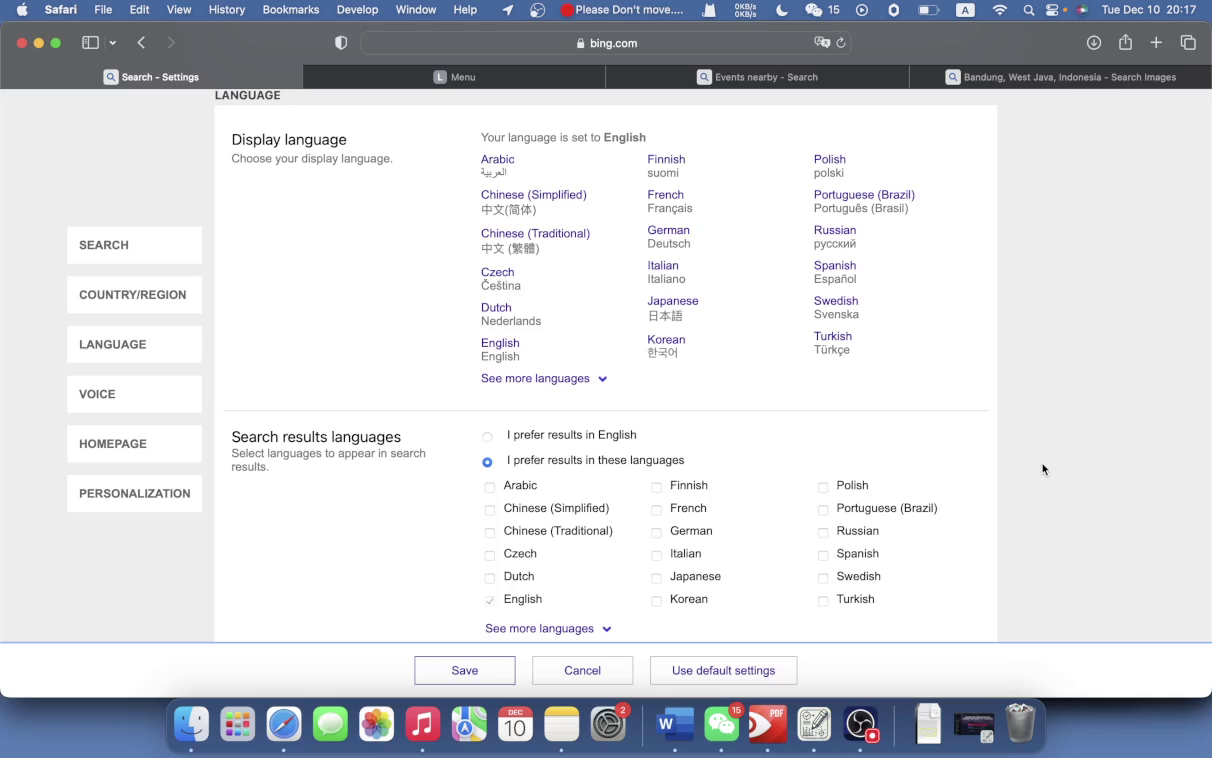 Safari File Edit View History Bookmarks Develop Window Help 0KB/s 0KB/s 15 A Tue Dec 10 20:17
bing.com
Search - Settings
L Menu
Events nearby - Search
Bandung, West Java, Indonesia - Search Images
LANGUAGE
Display language
Choose your display language.
Your language is set to English
Arabic
العربية
Chinese (Simplified)
中文(简体)
Chinese (Traditional)
中文 (繁體)
Czech
Čeština
Dutch
Nederlands
English
English
Finnish
suomi
French
Français
German
Deutsch
Italian
Italiano
Japanese
日本語
Korean
한국어
Polish
polski
Portuguese (Brazil)
Português (Brasil)
Russian
русский
Spanish
Español
Swedish
Svenska
Turkish
Türkçe
See more languages
SEARCH
COUNTRY/REGION
LANGUAGE
VOICE
HOMEPAGE
PERSONALIZATION
Search results languages
Select languages to appear in search
results.
I prefer results in English
I prefer results in these languages
Arabic
Chinese (Simplified)
Chinese (Traditional)
Czech
Dutch
English
Finnish
French
German
Italian
Japanese
Korean
Polish
Portuguese (Brazil)
Russian
Spanish
Swedish
Turkish
See more languages
Save
Cancel
Use default settings
DEC
10
2
W
15
PDF